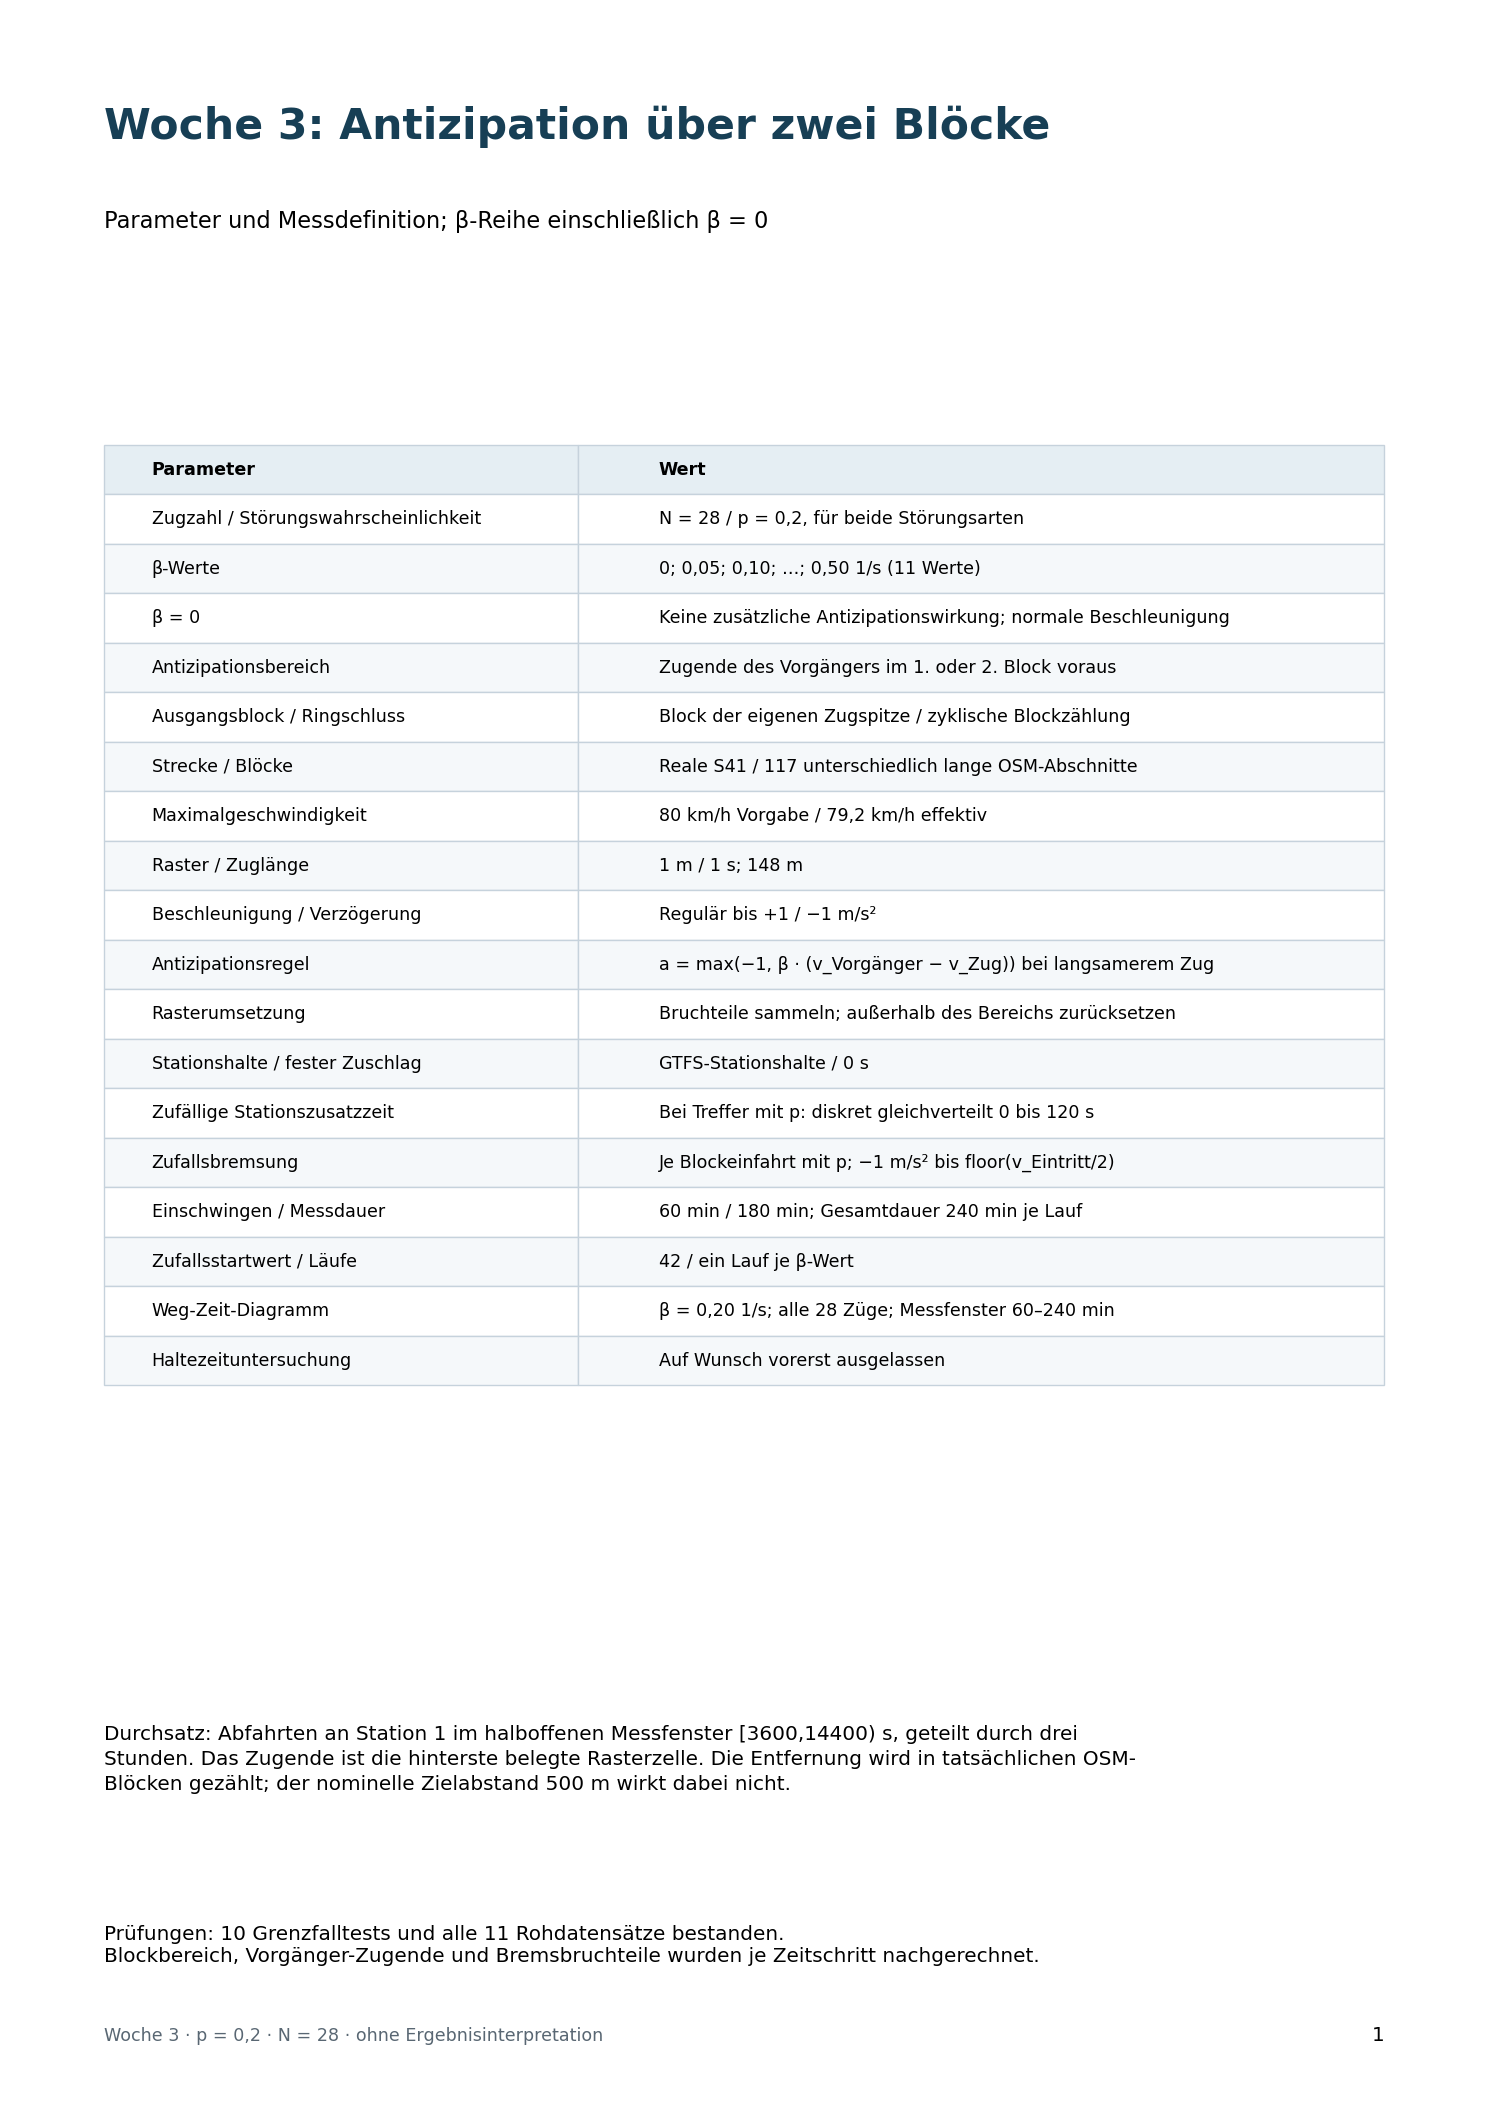 Woche 3: Antizipation über zwei Blöcke
Parameter und Messdefinition; β-Reihe einschließlich β = 0
Parameter Wert
Zugzahl / Störungswahrscheinlichkeit N = 28 / p = 0,2, für beide Störungsarten
β-Werte 0; 0,05; 0,10; …; 0,50 1/s (11 Werte)
β = 0 Keine zusätzliche Antizipationswirkung; normale Beschleunigung
Antizipationsbereich Zugende des Vorgängers im 1. oder 2. Block voraus
Ausgangsblock / Ringschluss Block der eigenen Zugspitze / zyklische Blockzählung
Strecke / Blöcke Reale S41 / 117 unterschiedlich lange OSM-Abschnitte
Maximalgeschwindigkeit 80 km/h Vorgabe / 79,2 km/h effektiv
Raster / Zuglänge 1 m / 1 s; 148 m
Beschleunigung / Verzögerung Regulär bis +1 / −1 m/s²
Antizipationsregel a = max(−1, β · (v_Vorgänger − v_Zug)) bei langsamerem Zug
Rasterumsetzung Bruchteile sammeln; außerhalb des Bereichs zurücksetzen
Stationshalte / fester Zuschlag GTFS-Stationshalte / 0 s
Zufällige Stationszusatzzeit Bei Treffer mit p: diskret gleichverteilt 0 bis 120 s
Zufallsbremsung Je Blockeinfahrt mit p; −1 m/s² bis floor(v_Eintritt/2)
Einschwingen / Messdauer 60 min / 180 min; Gesamtdauer 240 min je Lauf
Zufallsstartwert / Läufe 42 / ein Lauf je β-Wert
Weg-Zeit-Diagramm β = 0,20 1/s; alle 28 Züge; Messfenster 60–240 min
Haltezeituntersuchung Auf Wunsch vorerst ausgelassen
Durchsatz: Abfahrten an Station 1 im halboffenen Messfenster [3600,14400) s, geteilt durch drei
Stunden. Das Zugende ist die hinterste belegte Rasterzelle. Die Entfernung wird in tatsächlichen OSM-
Blöcken gezählt; der nominelle Zielabstand 500 m wirkt dabei nicht.
Prüfungen: 10 Grenzfalltests und alle 11 Rohdatensätze bestanden.
Blockbereich, Vorgänger-Zugende und Bremsbruchteile wurden je Zeitschritt nachgerechnet.
Woche 3 · p = 0,2 · N = 28 · ohne Ergebnisinterpretation 1